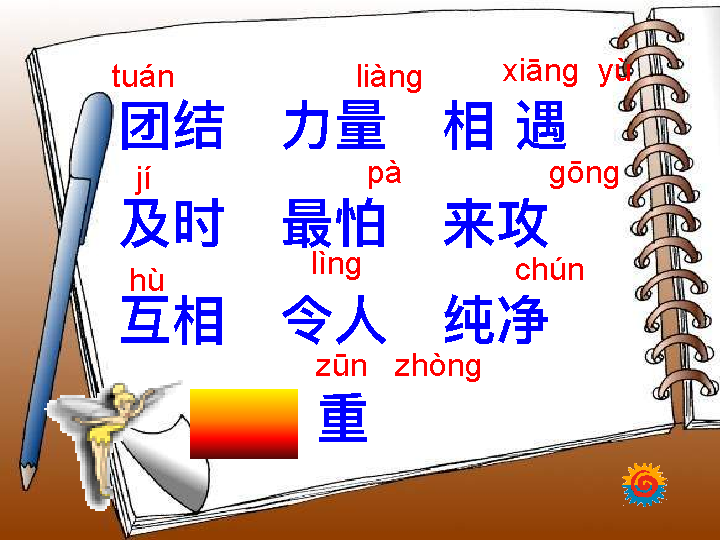 tuán liàng xiāng yù
团结 力量 相 遇
jí pà gōng
及时 最怕 来攻
hù lìng chún
互相 令人 纯净
zūn zhòng
重